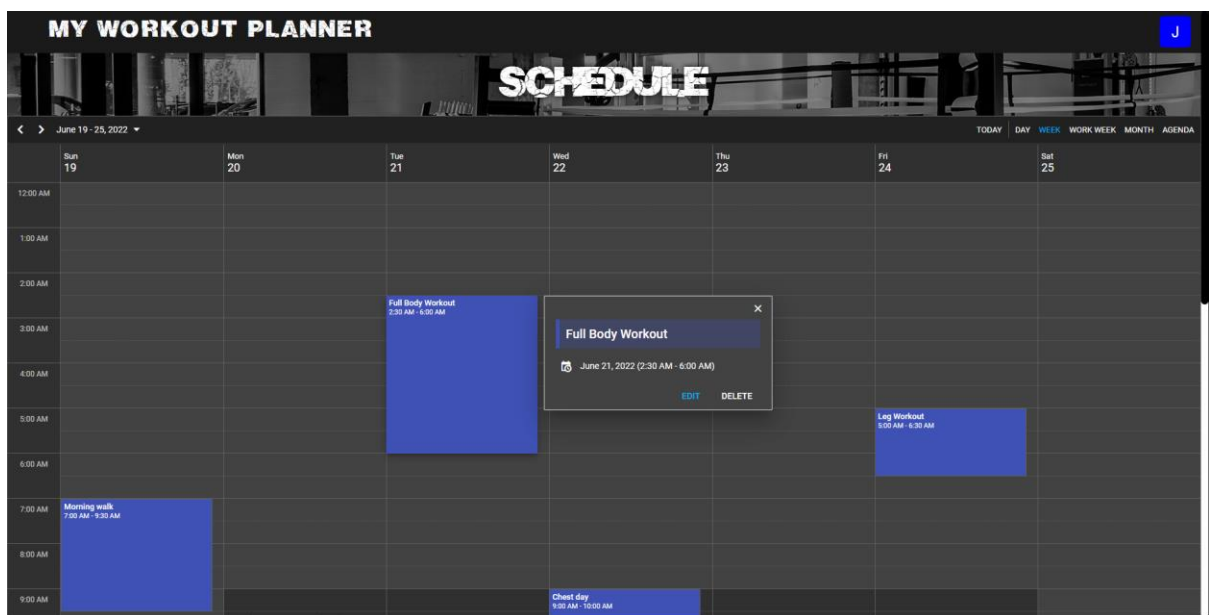 MY WORKOUT PLANNER
J
SCHEDULE
June 19 - 25, 2022
TODAY DAY WEEK WORK WEEK MONTH AGENDA
Sun Mon Tue Wed Thu Fri Sat
19 20 21 22 23 24 25
12:00 AM
1:00 AM
2:00 AM
Full Body Workout
2:30 AM - 6:00 AM
Full Body Workout
June 21, 2022 (2:30 AM - 6:00 AM)
EDIT DELETE
3:00 AM
4:00 AM
5:00 AM
Leg Workout
5:00 AM - 6:30 AM
6:00 AM
7:00 AM
Morning walk
7:00 AM - 9:30 AM
8:00 AM
9:00 AM
Chest day
9:00 AM - 10:00 AM